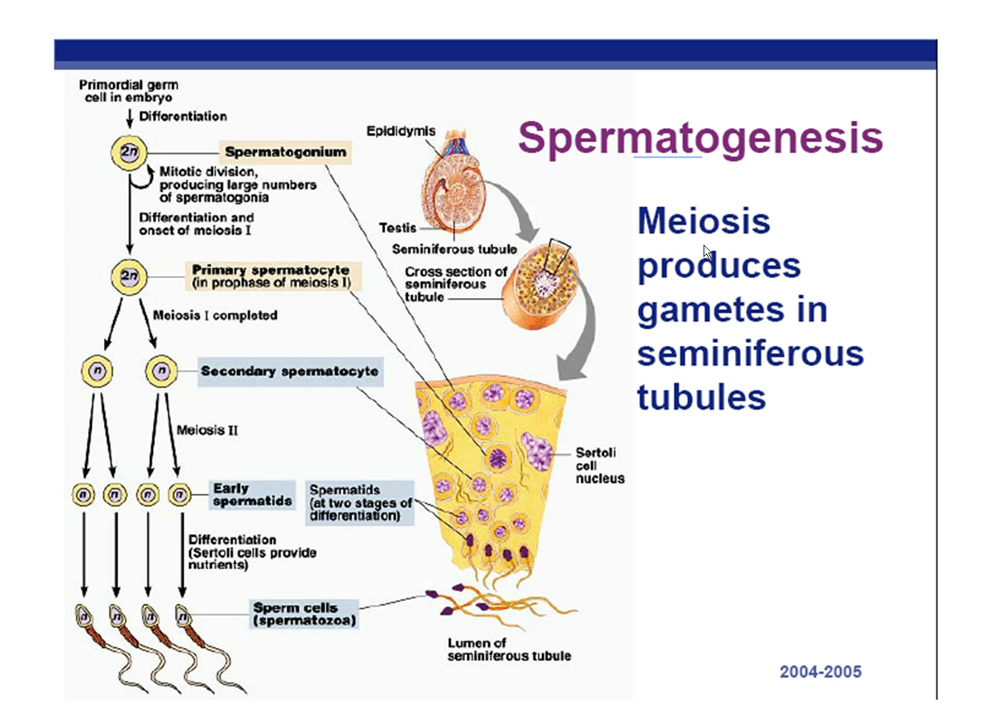 Primordial germ
cell in embryo
Differentiation
2n
Spermatogonium
Mitotic division,
producing large numbers
of spermatogonia
Differentiation and
onset of meiosis I
2n
Primary spermatocyte
(in prophase of meiosis I)
Meiosis I completed
n
n
Secondary spermatocyte
Meiosis II
n
n
n
n
Early
spermatids
Differentiation
(Sertoli cells provide
nutrients)
n
n
n
n
Sperm cells
(spermatozoa)
Epididymis
Testis
Seminiferous tubule
Cross section of
seminiferous
tubule
Sertoli
cell
nucleus
Spermatids
(at two stages of
differentiation)
Lumen of
seminiferous tubule
Spermatogenesis
Meiosis
produces
gametes in
seminiferous
tubules
2004-2005